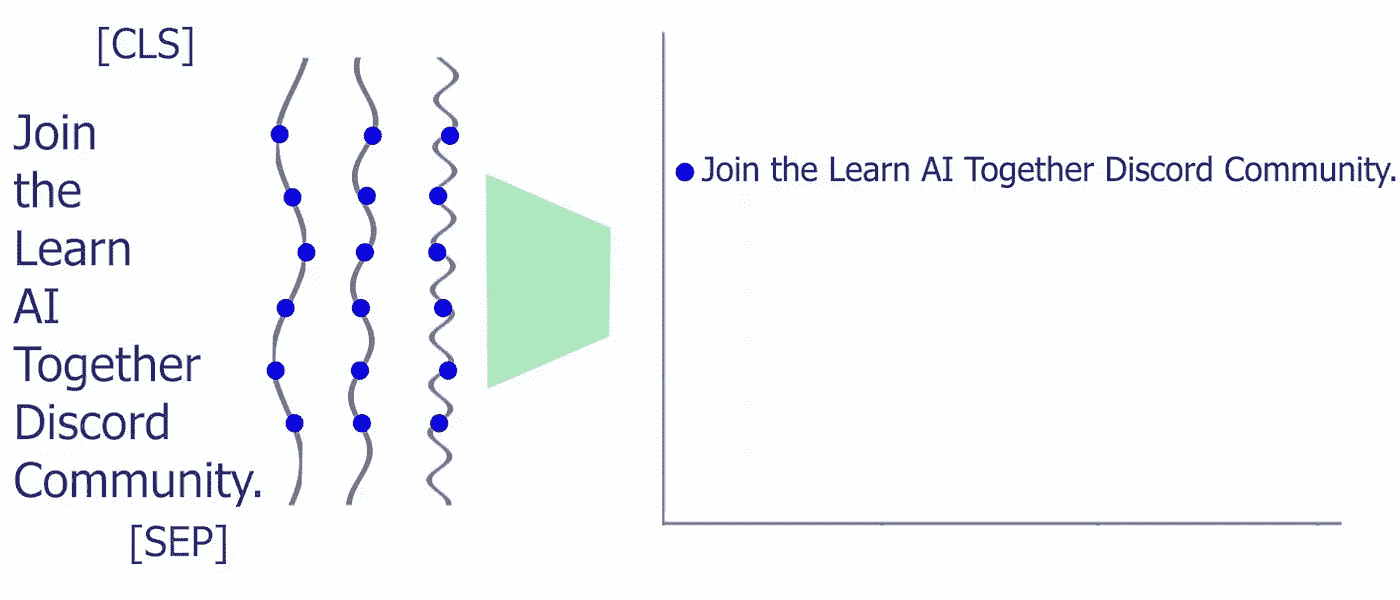 [CLS]
Join
the
Learn
AI
Together
Discord
Community.
[SEP]
Join the Learn AI Together Discord Community.